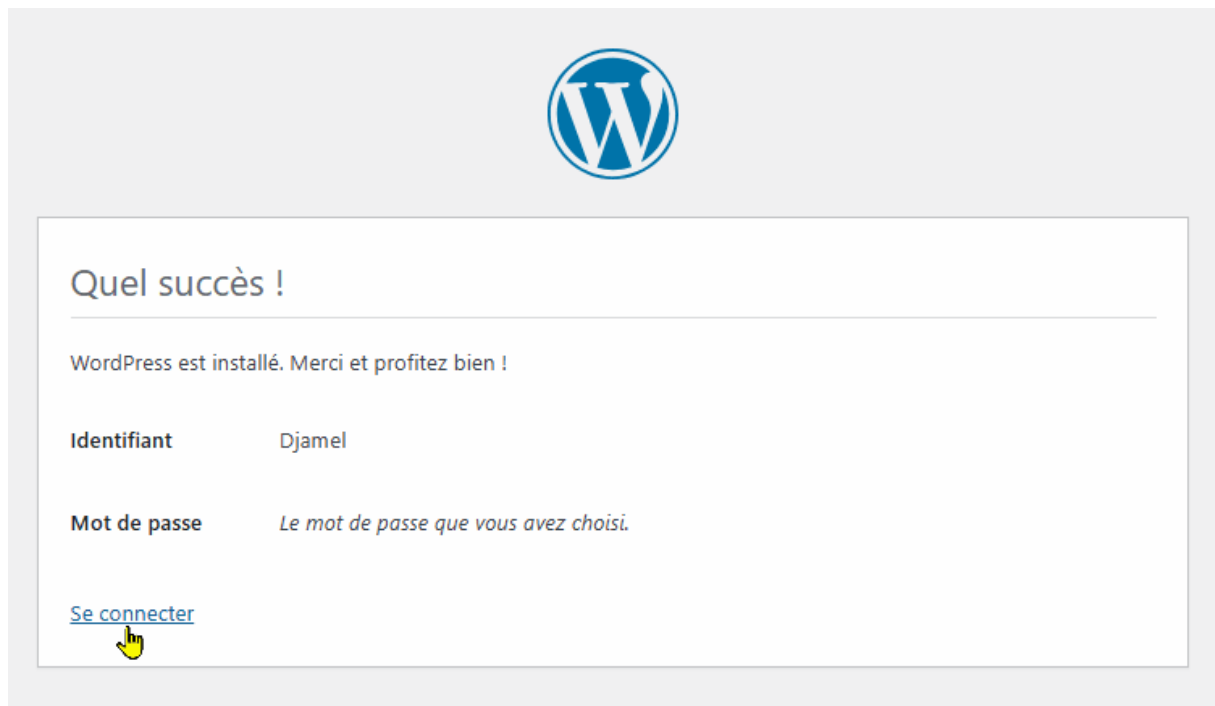 Quel succès !
WordPress est installé. Merci et profitez bien !
Identifiant Djamel
Mot de passe Le mot de passe que vous avez choisi.
Se connecter